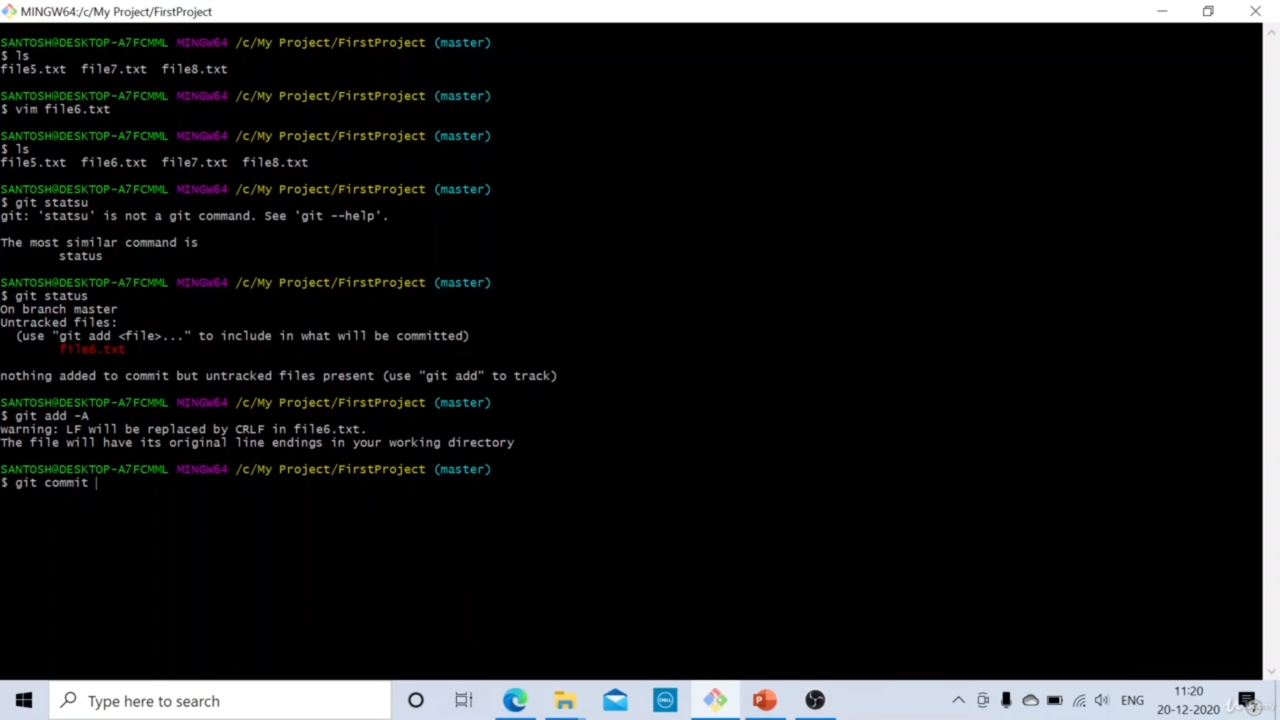 MINGW64:/c/My Project/FirstProject
SANTOSH@DESKTOP-A7FCMML MINGW64 /c/My Project/FirstProject (master)
$ ls
file5.txt  file7.txt  file8.txt
SANTOSH@DESKTOP-A7FCMML MINGW64 /c/My Project/FirstProject (master)
$ vim file6.txt
SANTOSH@DESKTOP-A7FCMML MINGW64 /c/My Project/FirstProject (master)
$ ls
file5.txt  file6.txt  file7.txt  file8.txt
SANTOSH@DESKTOP-A7FCMML MINGW64 /c/My Project/FirstProject (master)
$ git statsu
git: 'statsu' is not a git command. See 'git --help'.
The most similar command is
status
SANTOSH@DESKTOP-A7FCMML MINGW64 /c/My Project/FirstProject (master)
$ git status
On branch master
Untracked files:
(use "git add <file>..." to include in what will be committed)
file6.txt
nothing added to commit but untracked files present (use "git add" to track)
SANTOSH@DESKTOP-A7FCMML MINGW64 /c/My Project/FirstProject (master)
$ git add -A
warning: LF will be replaced by CRLF in file6.txt.
The file will have its original line endings in your working directory
SANTOSH@DESKTOP-A7FCMML MINGW64 /c/My Project/FirstProject (master)
$ git commit
Type here to search
DELL
ENG
11:20
20-12-2020